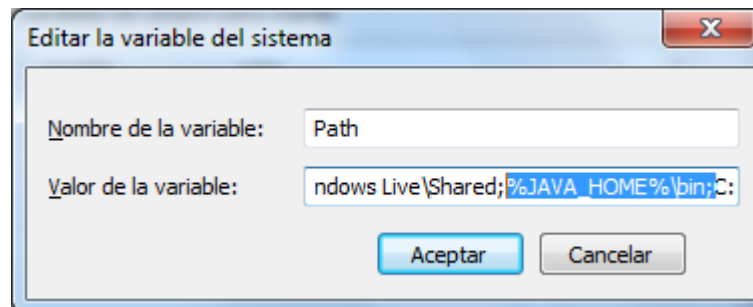 Editar la variable del sistema
Nombre de la variable: Path
Valor de la variable: ndows Live\Shared;%JAVA_HOME%\bin;C:
Aceptar Cancelar